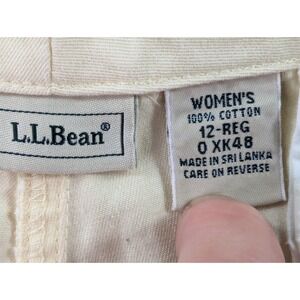 L.L.Bean®
WOMEN'S
100% COTTON
12-REG
0 XK48
MADE IN SRI LANKA
CARE ON REVERSE